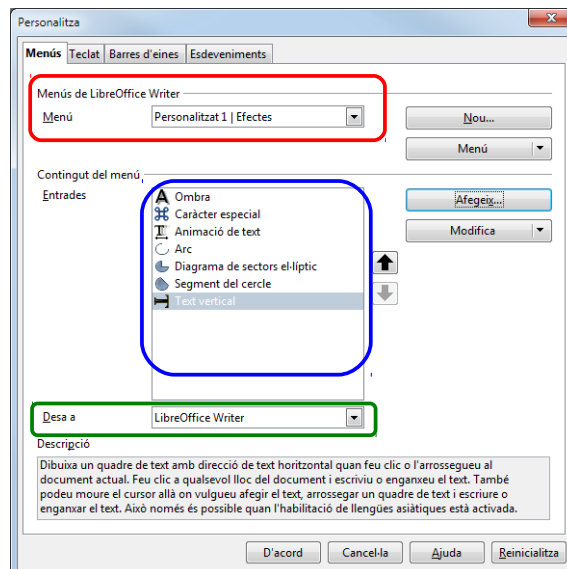 Personalitza
Menús Teclat Barres d'eines Esdeveniments
Menús de LibreOffice Writer
Menú Personalitzat 1 | Efectes Nou...
Menú
Contingut del menú
Entrades Afegeix...
Ombra
Caràcter especial
Animació de text Modifica
Arc
Diagrama de sectors el·líptic
Segment del cercle
Text vertical
Desa a LibreOffice Writer
Descripció
Dibuixa un quadre de text amb direcció de text horitzontal quan feu clic o l'arrossegueu al
document actual. Feu clic a qualsevol lloc del document i escriviu o enganxeu el text. També
podeu moure el cursor allà on vulgueu afegir el text, arrossegar un quadre de text i escriure o
enganxar el text. Això només és possible quan l'habilitació de llengües asiàtiques està activada.
D'acord Cancel·la Ajuda Reinicialitza